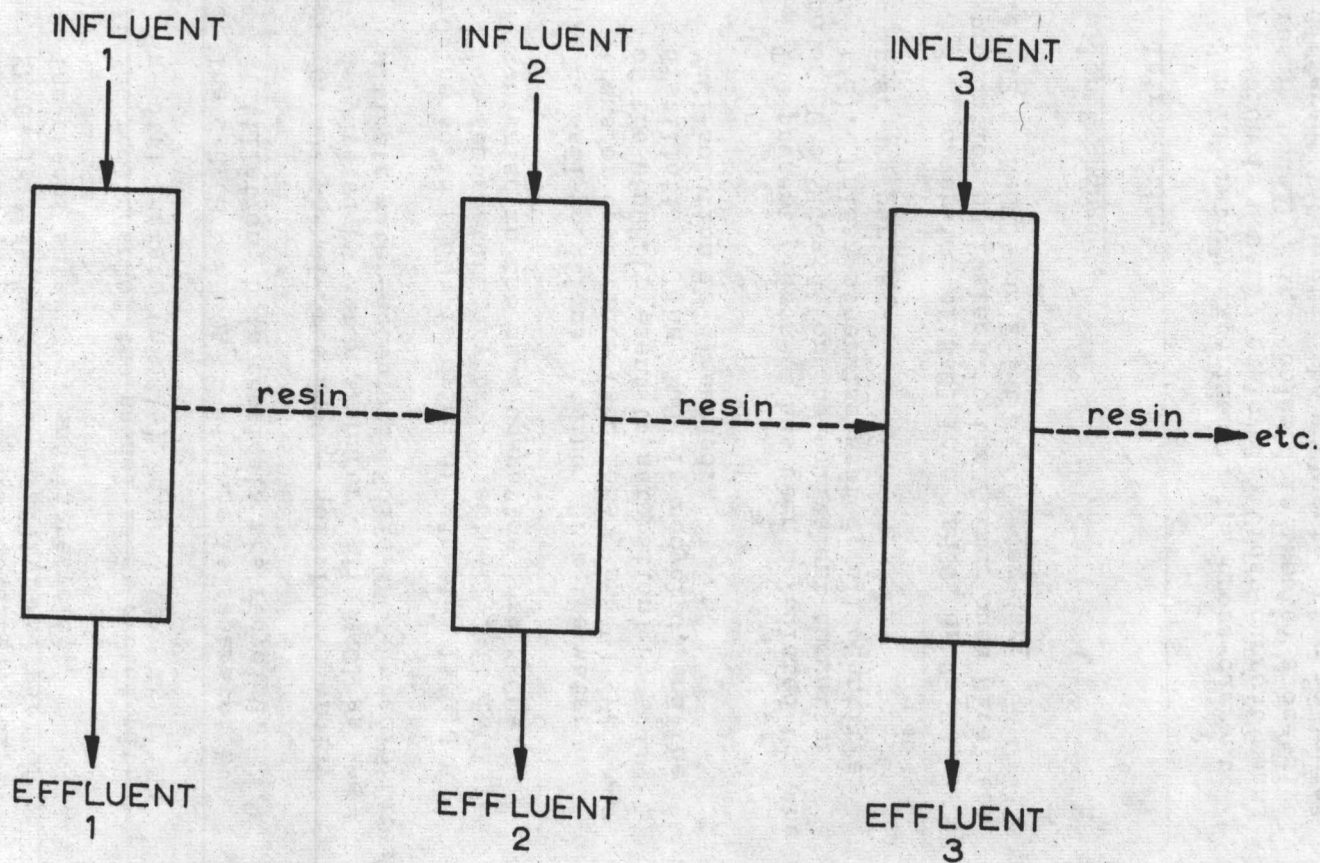 INFLUENT
1
INFLUENT
2
INFLUENT
3
resin
resin
resin
etc.
EFFLUENT
1
EFFLUENT
2
EFFLUENT
3